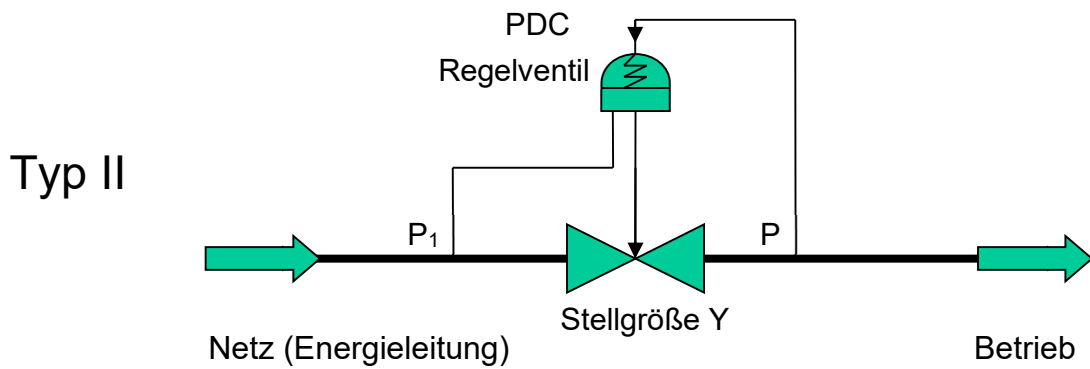 PDC
Regelventil
Typ II
P₁
P
Stellgröße Y
Netz (Energieleitung)
Betrieb